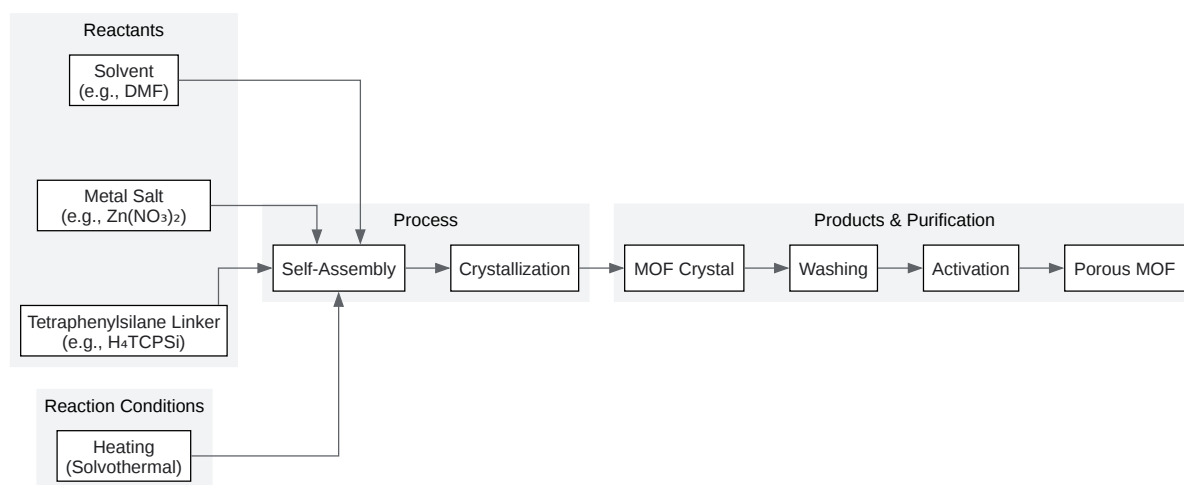 Reactants
Solvent
(e.g., DMF)
Metal Salt
(e.g., Zn(NO₃)₂)
Tetraphenylsilane Linker
(e.g., H₄TCPSi)
Reaction Conditions
Heating
(Solvothermal)
Process
Self-Assembly
Crystallization
Products & Purification
MOF Crystal
Washing
Activation
Porous MOF